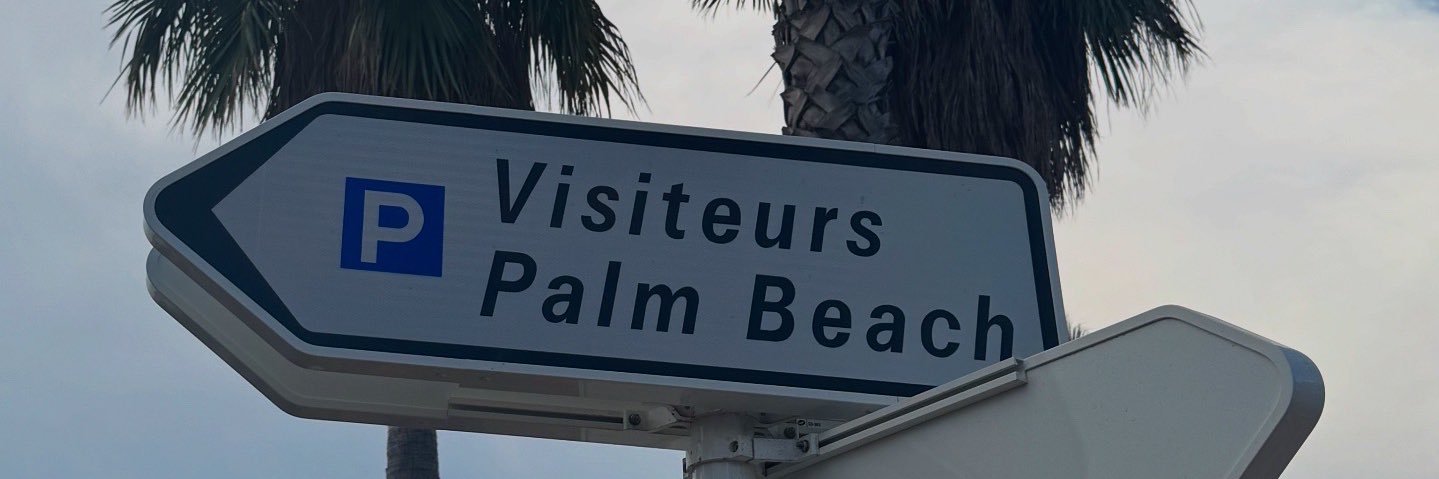 P
Visiteurs
Palm Beach